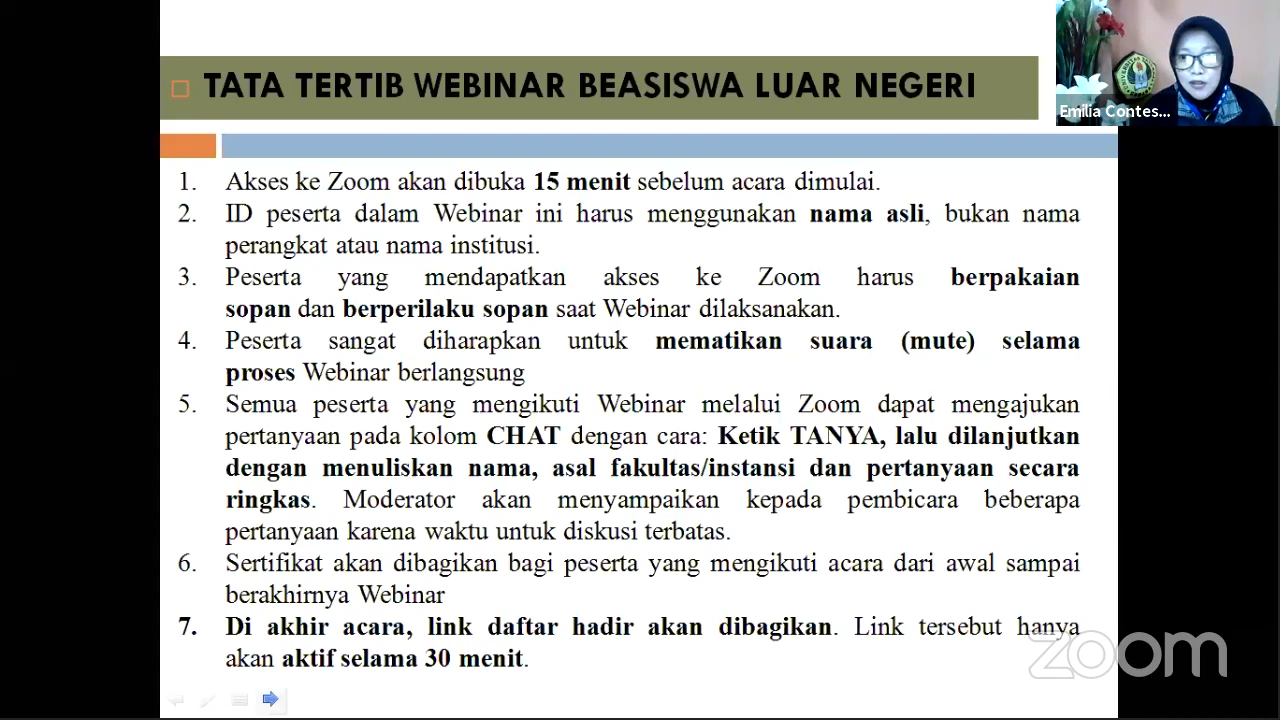 TATA TERTIB WEBINAR BEASISWA LUAR NEGERI
Emilia Contes...
1. Akses ke Zoom akan dibuka 15 menit sebelum acara dimulai.
2. ID peserta dalam Webinar ini harus menggunakan nama asli, bukan nama
perangkat atau nama institusi.
3. Peserta yang mendapatkan akses ke Zoom harus berpakaian
sopan dan berperilaku sopan saat Webinar dilaksanakan.
4. Peserta sangat diharapkan untuk mematikan suara (mute) selama
proses Webinar berlangsung
5. Semua peserta yang mengikuti Webinar melalui Zoom dapat mengajukan
pertanyaan pada kolom CHAT dengan cara: Ketik TANYA, lalu dilanjutkan
dengan menuliskan nama, asal fakultas/instansi dan pertanyaan secara
ringkas. Moderator akan menyampaikan kepada pembicara beberapa
pertanyaan karena waktu untuk diskusi terbatas.
6. Sertifikat akan dibagikan bagi peserta yang mengikuti acara dari awal sampai
berakhirnya Webinar
7. Di akhir acara, link daftar hadir akan dibagikan. Link tersebut hanya
akan aktif selama 30 menit.
zoom